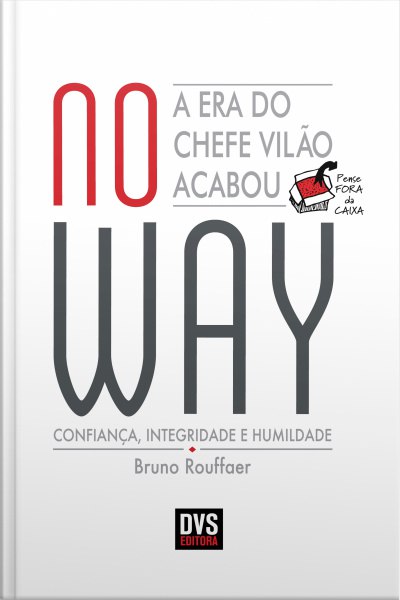 NO
A ERA DO
CHEFE VILÃO
ACABOU
Pense
FORA
da
CAIXA
WAY
CONFIANÇA, INTEGRIDADE E HUMILDADE
Bruno Rouffaer
DVS
EDITORA